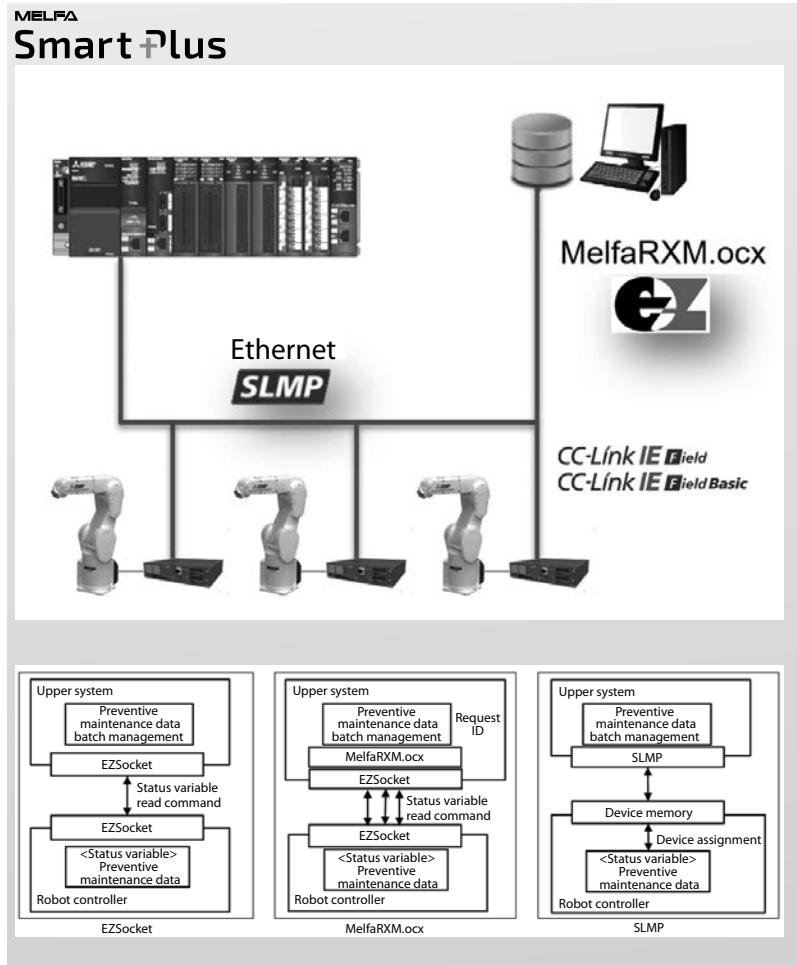 MELFA
Smart Plus
MITSUBISHI
MelfaRXM.ocx
eZ
Ethernet
SLMP
CC-Línk IE Field
CC-Línk IE Field Basic
Upper system
Preventive
maintenance data
batch management
EZSocket
Status variable
read command
EZSocket
<Status variable>
Preventive
maintenance data
Robot controller
EZSocket
Upper system
Preventive
maintenance data
batch management
Request
ID
MelfaRXM.ocx
EZSocket
Status variable
read command
EZSocket
<Status variable>
Preventive
maintenance data
Robot controller
MelfaRXM.ocx
Upper system
Preventive
maintenance data
batch management
SLMP
Device memory
Device assignment
<Status variable>
Preventive
maintenance data
Robot controller
SLMP